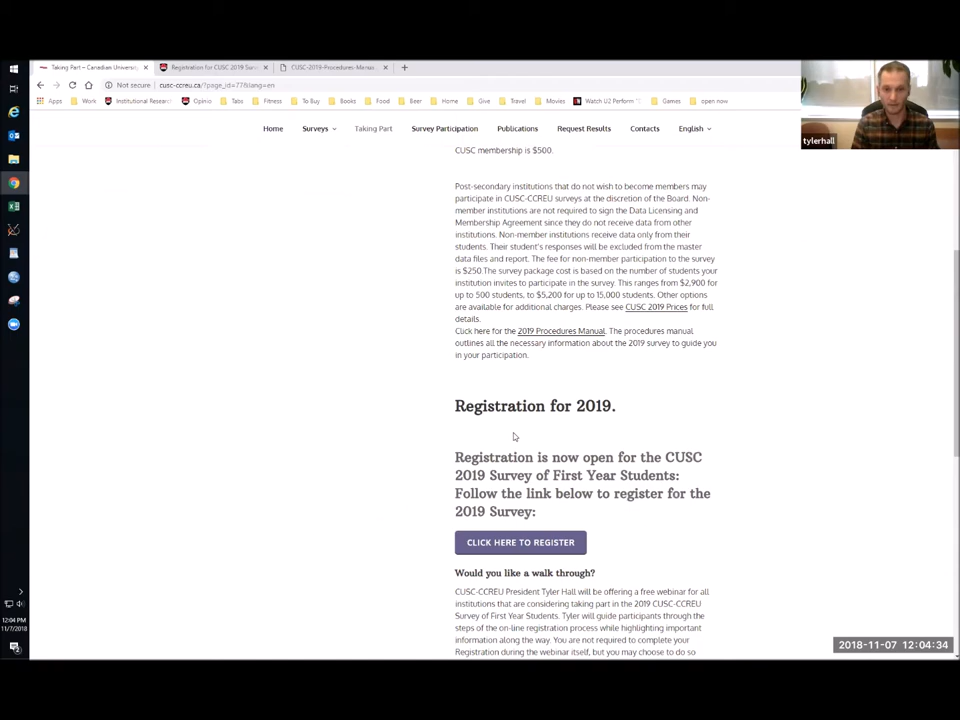 Taking Part – Canadian Universi
Registration for CUSC 2019 Surv
CUSC-2019-Procedures-Manua
Not secure
cusc-ccreu.ca/?page_id=77&lang=en
Apps
Work
Institutional Researc
Opinio
Tabs
Fitness
To Buy
Books
Food
Beer
Home
Give
Travel
Movies
Watch U2 Perform "S
Games
open now
Home
Surveys
Taking Part
Survey Participation
Publications
Request Results
Contacts
English
tylerhall
CUSC membership is $500.
Post-secondary institutions that do not wish to become members may
participate in CUSC-CCREU surveys at the discretion of the Board. Non-
member institutions are not required to sign the Data Licensing and
Membership Agreement since they do not receive data from other
institutions. Non-member institutions receive data only from their
students. Their student's responses will be excluded from the master
data files and report. The fee for non-member participation to the survey
is $250.The survey package cost is based on the number of students your
institution invites to participate in the survey. This ranges from $2,900 for
up to 500 students, to $5,200 for up to 15,000 students. Other options
are available for additional charges. Please see CUSC 2019 Prices for full
details.
Click here for the 2019 Procedures Manual. The procedures manual
outlines all the necessary information about the 2019 survey to guide you
in your participation.
Registration for 2019.
Registration is now open for the CUSC
2019 Survey of First Year Students:
Follow the link below to register for the
2019 Survey:
CLICK HERE TO REGISTER
Would you like a walk through?
CUSC-CCREU President Tyler Hall will be offering a free webinar for all
institutions that are considering taking part in the 2019 CUSC-CCREU
Survey of First Year Students. Tyler will guide participants through the
steps of the on-line registration process while highlighting important
information along the way. You are not required to complete your
Registration during the webinar itself, but you may choose to do so
12:04 PM
11/7/2018
2018-11-07 12:04:34